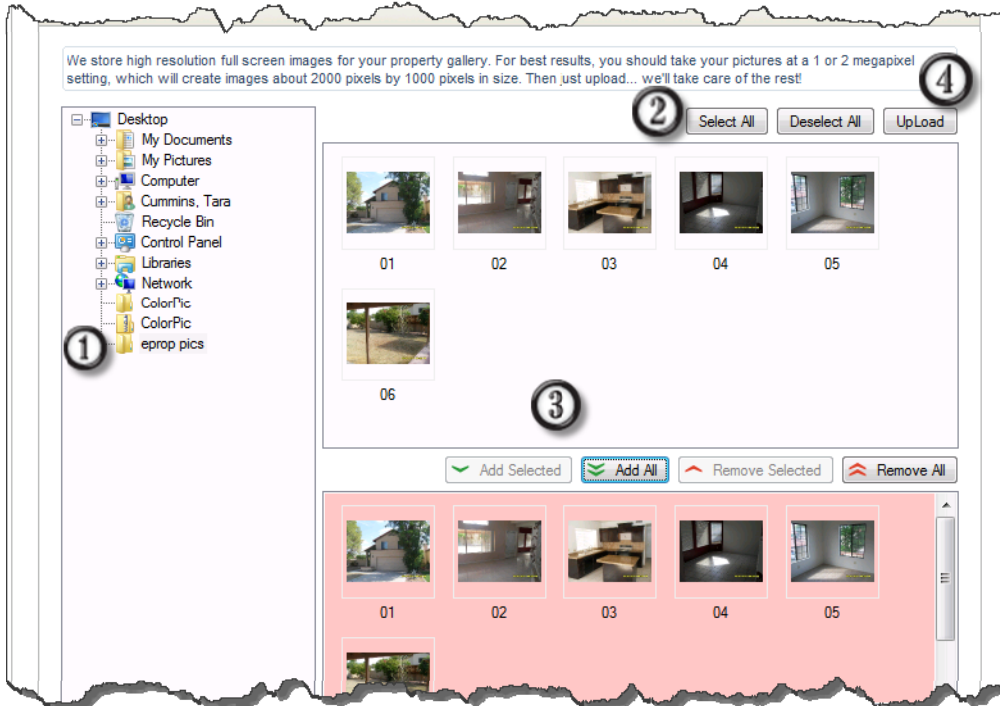 We store high resolution full screen images for your property gallery. For best results, you should take your pictures at a 1 or 2 megapixel
setting, which will create images about 2000 pixels by 1000 pixels in size. Then just upload... we'll take care of the rest!
4
2
Select All
Deselect All
UpLoad
Desktop
My Documents
My Pictures
Computer
Cummins, Tara
Recycle Bin
Control Panel
Libraries
Network
ColorPic
ColorPic
1
eprop pics
01
02
03
04
05
06
3
Add Selected
Add All
Remove Selected
Remove All
01
02
03
04
05